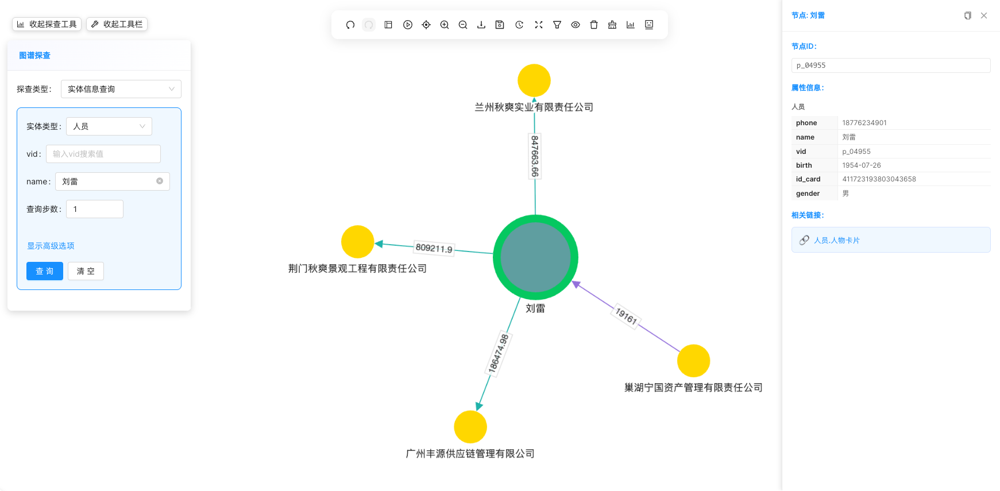 收起探查工具
收起工具栏
图谱探查
探查类型：
实体信息查询
实体类型：
人员
vid：
输入vid搜索值
name：
刘雷
查询步数：
1
显示高级选项
查 询
清 空
兰州秋爽实业有限责任公司
847663.66
809211.9
荆门秋爽景观工程有限责任公司
刘雷
19161
186474.98
巢湖宁国资产管理有限责任公司
广州丰源供应链管理有限公司
节点: 刘雷
节点ID：
p_04955
属性信息：
人员
phone 18776234901
name 刘雷
vid p_04955
birth 1954-07-26
id_card 411723193803043658
gender 男
相关链接：
人员.人物卡片